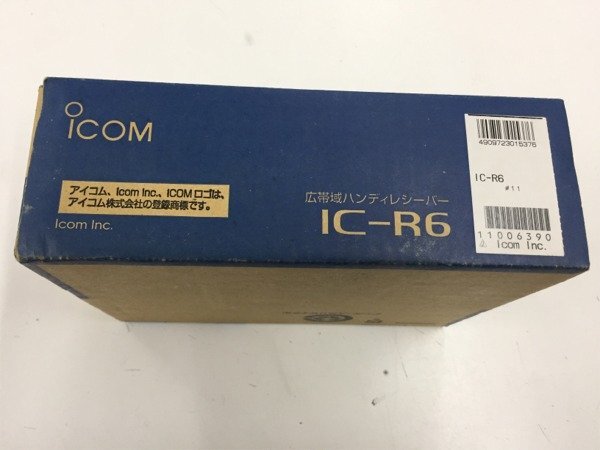 ICOM
アイコム、Icom Inc.、ICOMロゴは、
アイコム株式会社の登録商標です。
Icom Inc.
広帯域ハンディレシーバー
IC-R6
4909723015376
IC-R6
#11
11006390
Icom Inc.